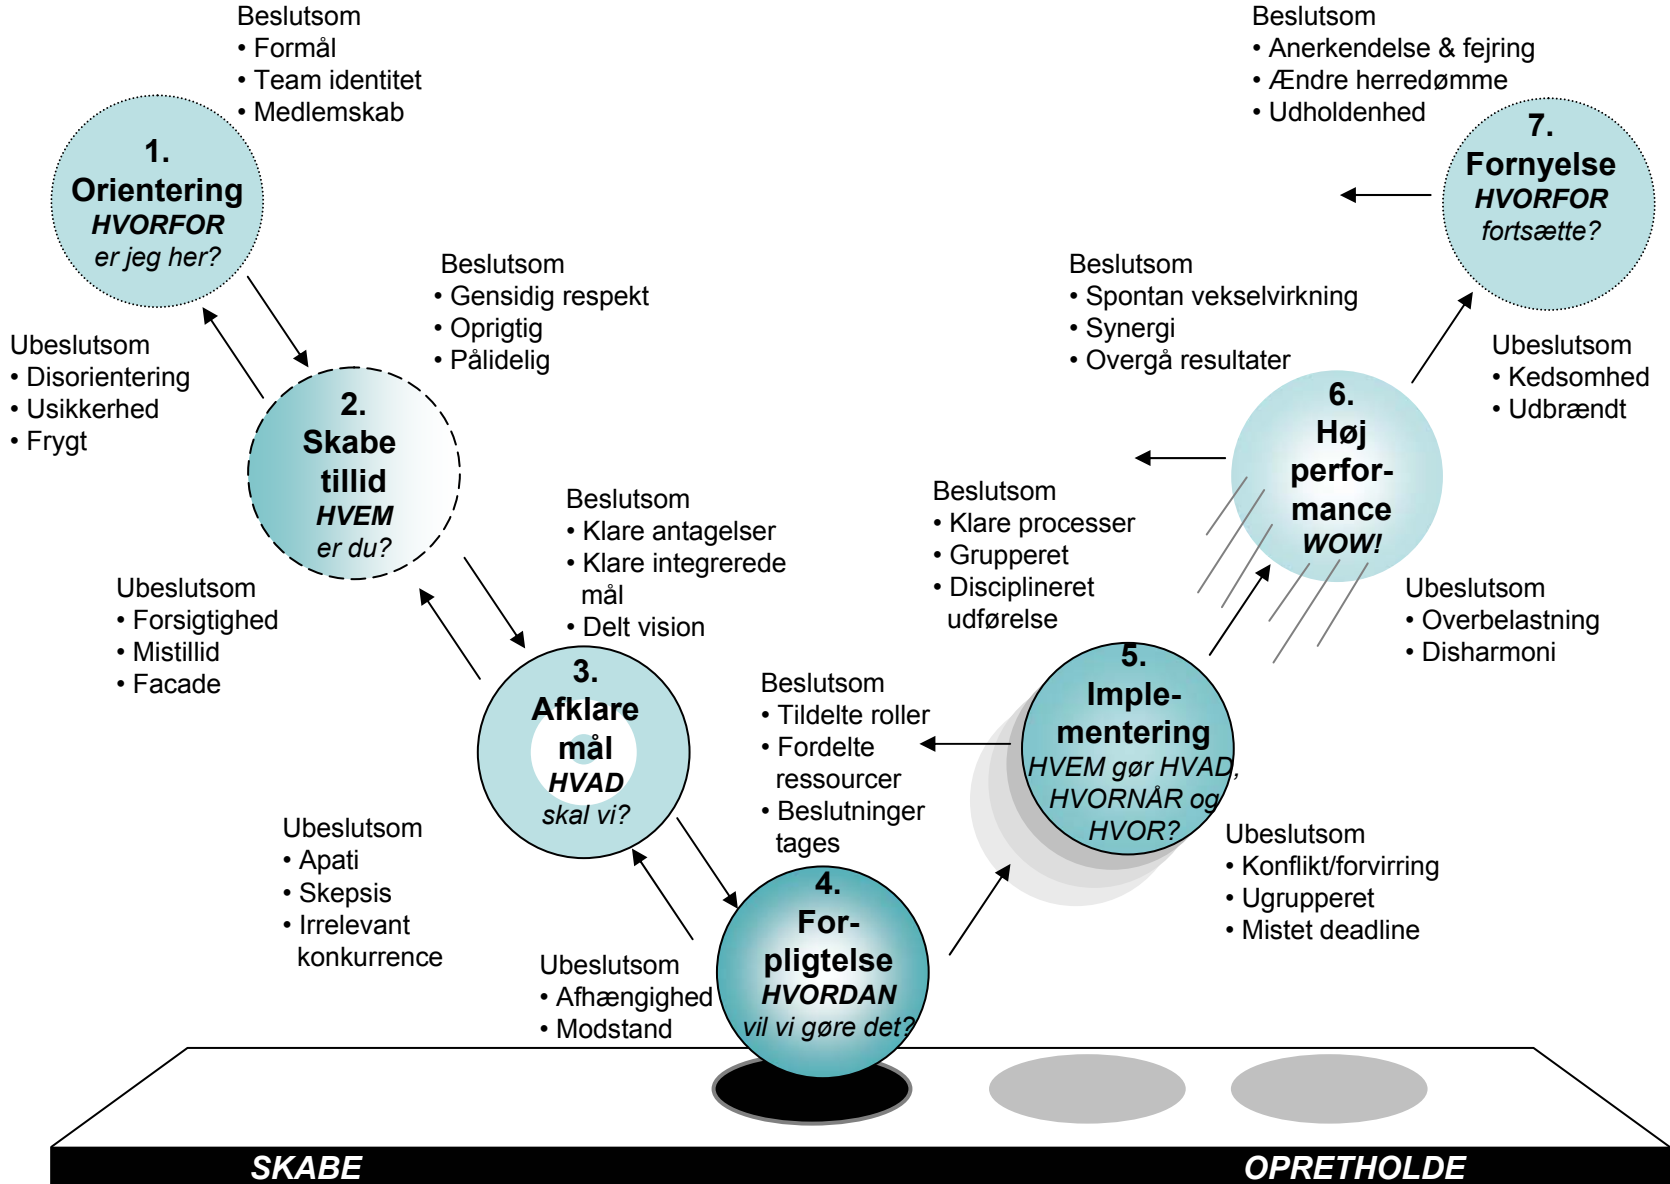 Beslutsom
• Formål
• Team identitet
• Medlemskab
1.
Orientering
HVORFOR
er jeg her?
Ubeslutsom
• Disorientering
• Usikkerhed
• Frygt
Beslutsom
• Gensidig respekt
• Oprigtig
• Pålidelig
2.
Skabe
tillid
HVEM
er du?
Ubeslutsom
• Forsigtighed
• Mistillid
• Facade
Beslutsom
• Klare antagelser
• Klare integrerede
mål
• Delt vision
3.
Afklare
mål
HVAD
skal vi?
Ubeslutsom
• Apati
• Skepsis
• Irrelevant
konkurrence
Beslutsom
• Tildelte roller
• Fordelte
ressourcer
• Beslutninger
tages
4.
For-
pligtelse
HVORDAN
vil vi gøre det?
Ubeslutsom
• Afhængighed
• Modstand
Beslutsom
• Klare processer
• Grupperet
• Disciplineret
udførelse
5.
Imple-
mentering
HVEM gør HVAD,
HVORNÅR og
HVOR?
Ubeslutsom
• Konflikt/forvirring
• Ugrupperet
• Mistet deadline
Beslutsom
• Spontan vekselvirkning
• Synergi
• Overgå resultater
6.
Høj
perfor-
mance
WOW!
Ubeslutsom
• Overbelastning
• Disharmoni
Beslutsom
• Anerkendelse & fejring
• Ændre herredømme
• Udholdenhed
7.
Fornyelse
HVORFOR
fortsætte?
Ubeslutsom
• Kedsomhed
• Udbrændt
SKABE
OPRETHOLDE